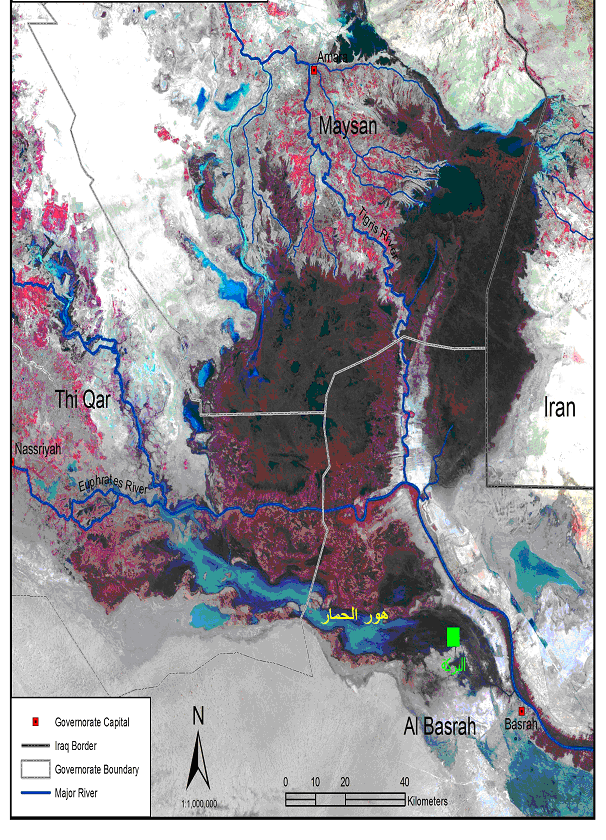 Amara
Maysan
Tigris River
Thi Qar
Iran
Nassriyah
Euphrates River
هور الحمار
Al Basrah
Basrah
Governorate Capital
Iraq Border
Governorate Boundary
Major River
N
1:1,000,000
0 10 20 40
Kilometers